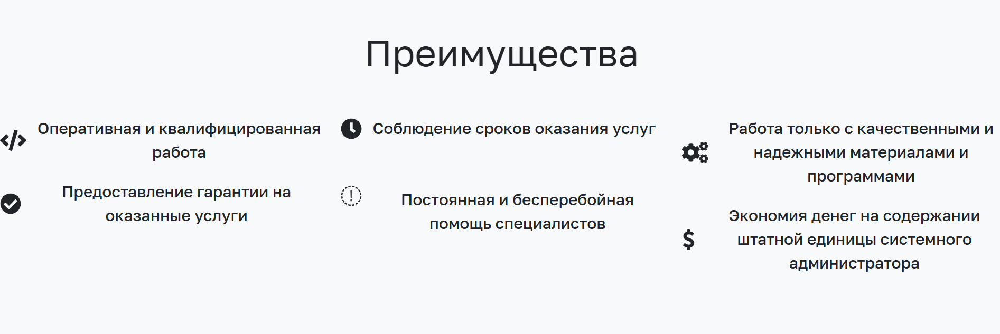 Преимущества
Оперативная и квалифицированная
работа
Соблюдение сроков оказания услуг
Работа только с качественными и
надежными материалами и
программами
Предоставление гарантии на
оказанные услуги
Постоянная и бесперебойная
помощь специалистов
Экономия денег на содержании
штатной единицы системного
администратора